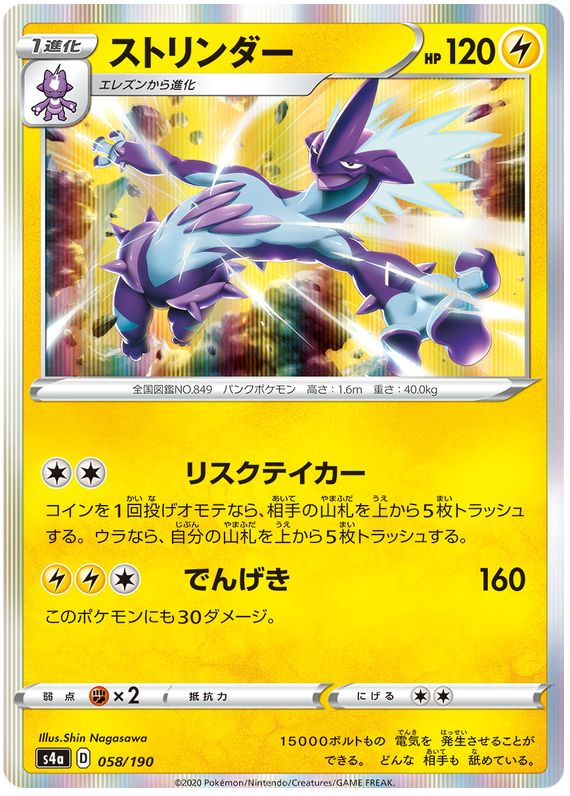 1進化
ストリンダー
HP 120
エレズンから進化
全国図鑑NO.849 パンクポケモン 高さ：1.6m 重さ：40.0kg
リスクテイカー
コインを1回投げオモテなら、相手の山札を上から5枚トラッシュ
する。ウラなら、自分の山札を上から5枚トラッシュする。
でんげき 160
このポケモンにも30ダメージ。
弱点 ×2 抵抗力 にげる
Illus.Shin Nagasawa
s4a D 058/190
15000ボルトもの 電気を 発生させることが
できる。 どんな 相手も 舐めている。
©2020 Pokémon/Nintendo/Creatures/GAME FREAK.